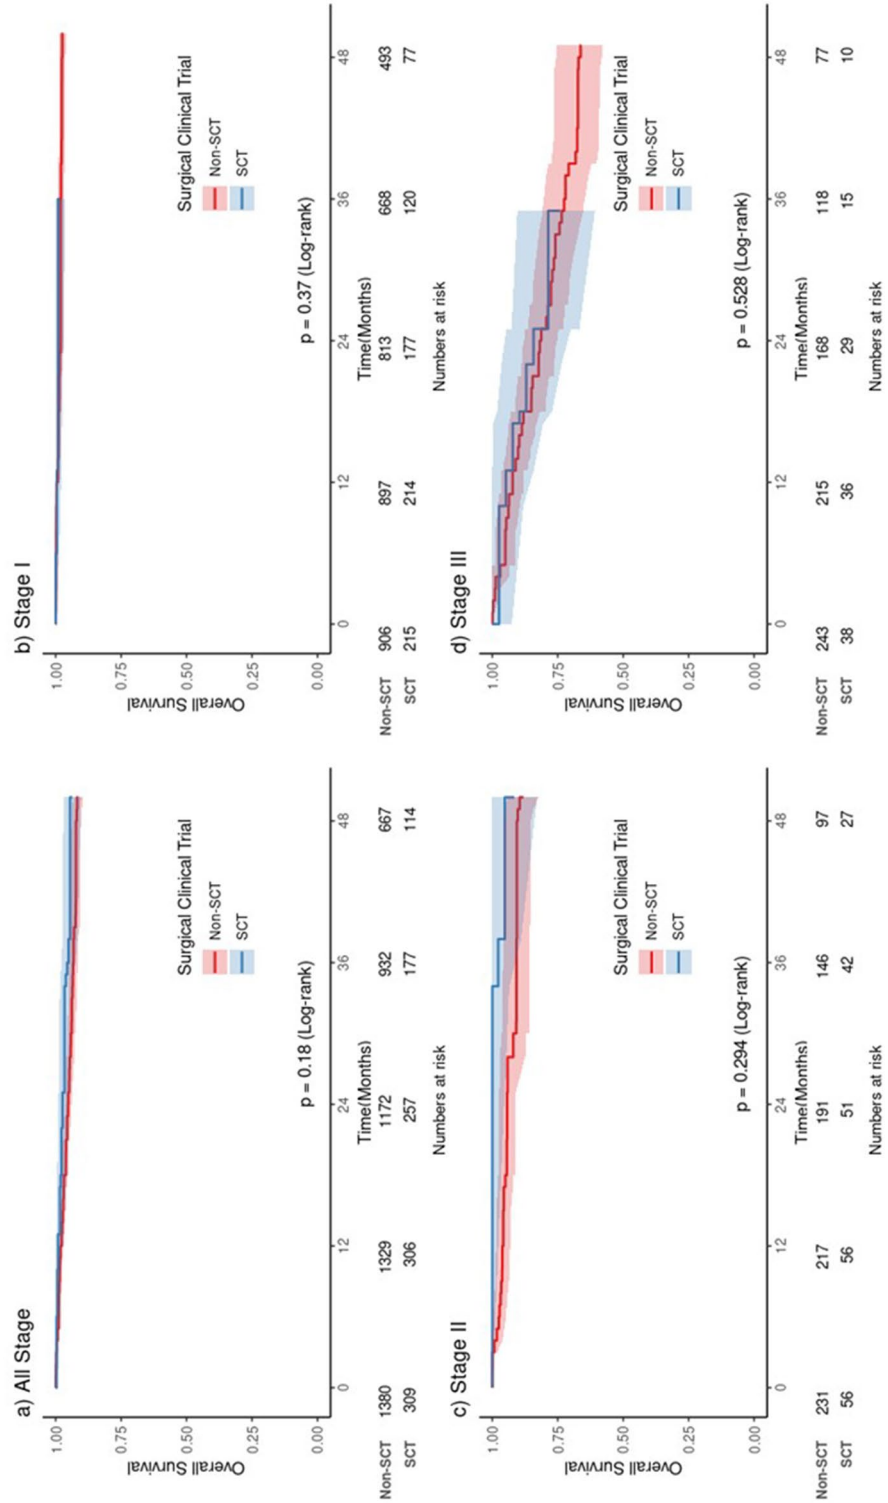 a) All Stage
1.00
0.75
0.50
0.25
0.00
Overall Survival
Surgical Clinical Trial
Non-SCT
SCT
p = 0.18 (Log-rank)
0 12 24 36 48
Time(Months)
Non-SCT 1380 1329 1172 932 667
SCT 309 306 257 177 114
Numbers at risk
b) Stage I
1.00
0.75
0.50
0.25
0.00
Overall Survival
Surgical Clinical Trial
Non-SCT
SCT
p = 0.37 (Log-rank)
0 12 24 36 48
Time(Months)
Non-SCT 906 897 813 668 493
SCT 215 214 177 120 77
Numbers at risk
c) Stage II
1.00
0.75
0.50
0.25
0.00
Overall Survival
Surgical Clinical Trial
Non-SCT
SCT
p = 0.294 (Log-rank)
0 12 24 36 48
Time(Months)
Non-SCT 231 217 191 146 97
SCT 56 56 51 42 27
Numbers at risk
d) Stage III
1.00
0.75
0.50
0.25
0.00
Overall Survival
Surgical Clinical Trial
Non-SCT
SCT
p = 0.528 (Log-rank)
0 12 24 36 48
Time(Months)
Non-SCT 243 215 168 118 77
SCT 38 36 29 15 10
Numbers at risk